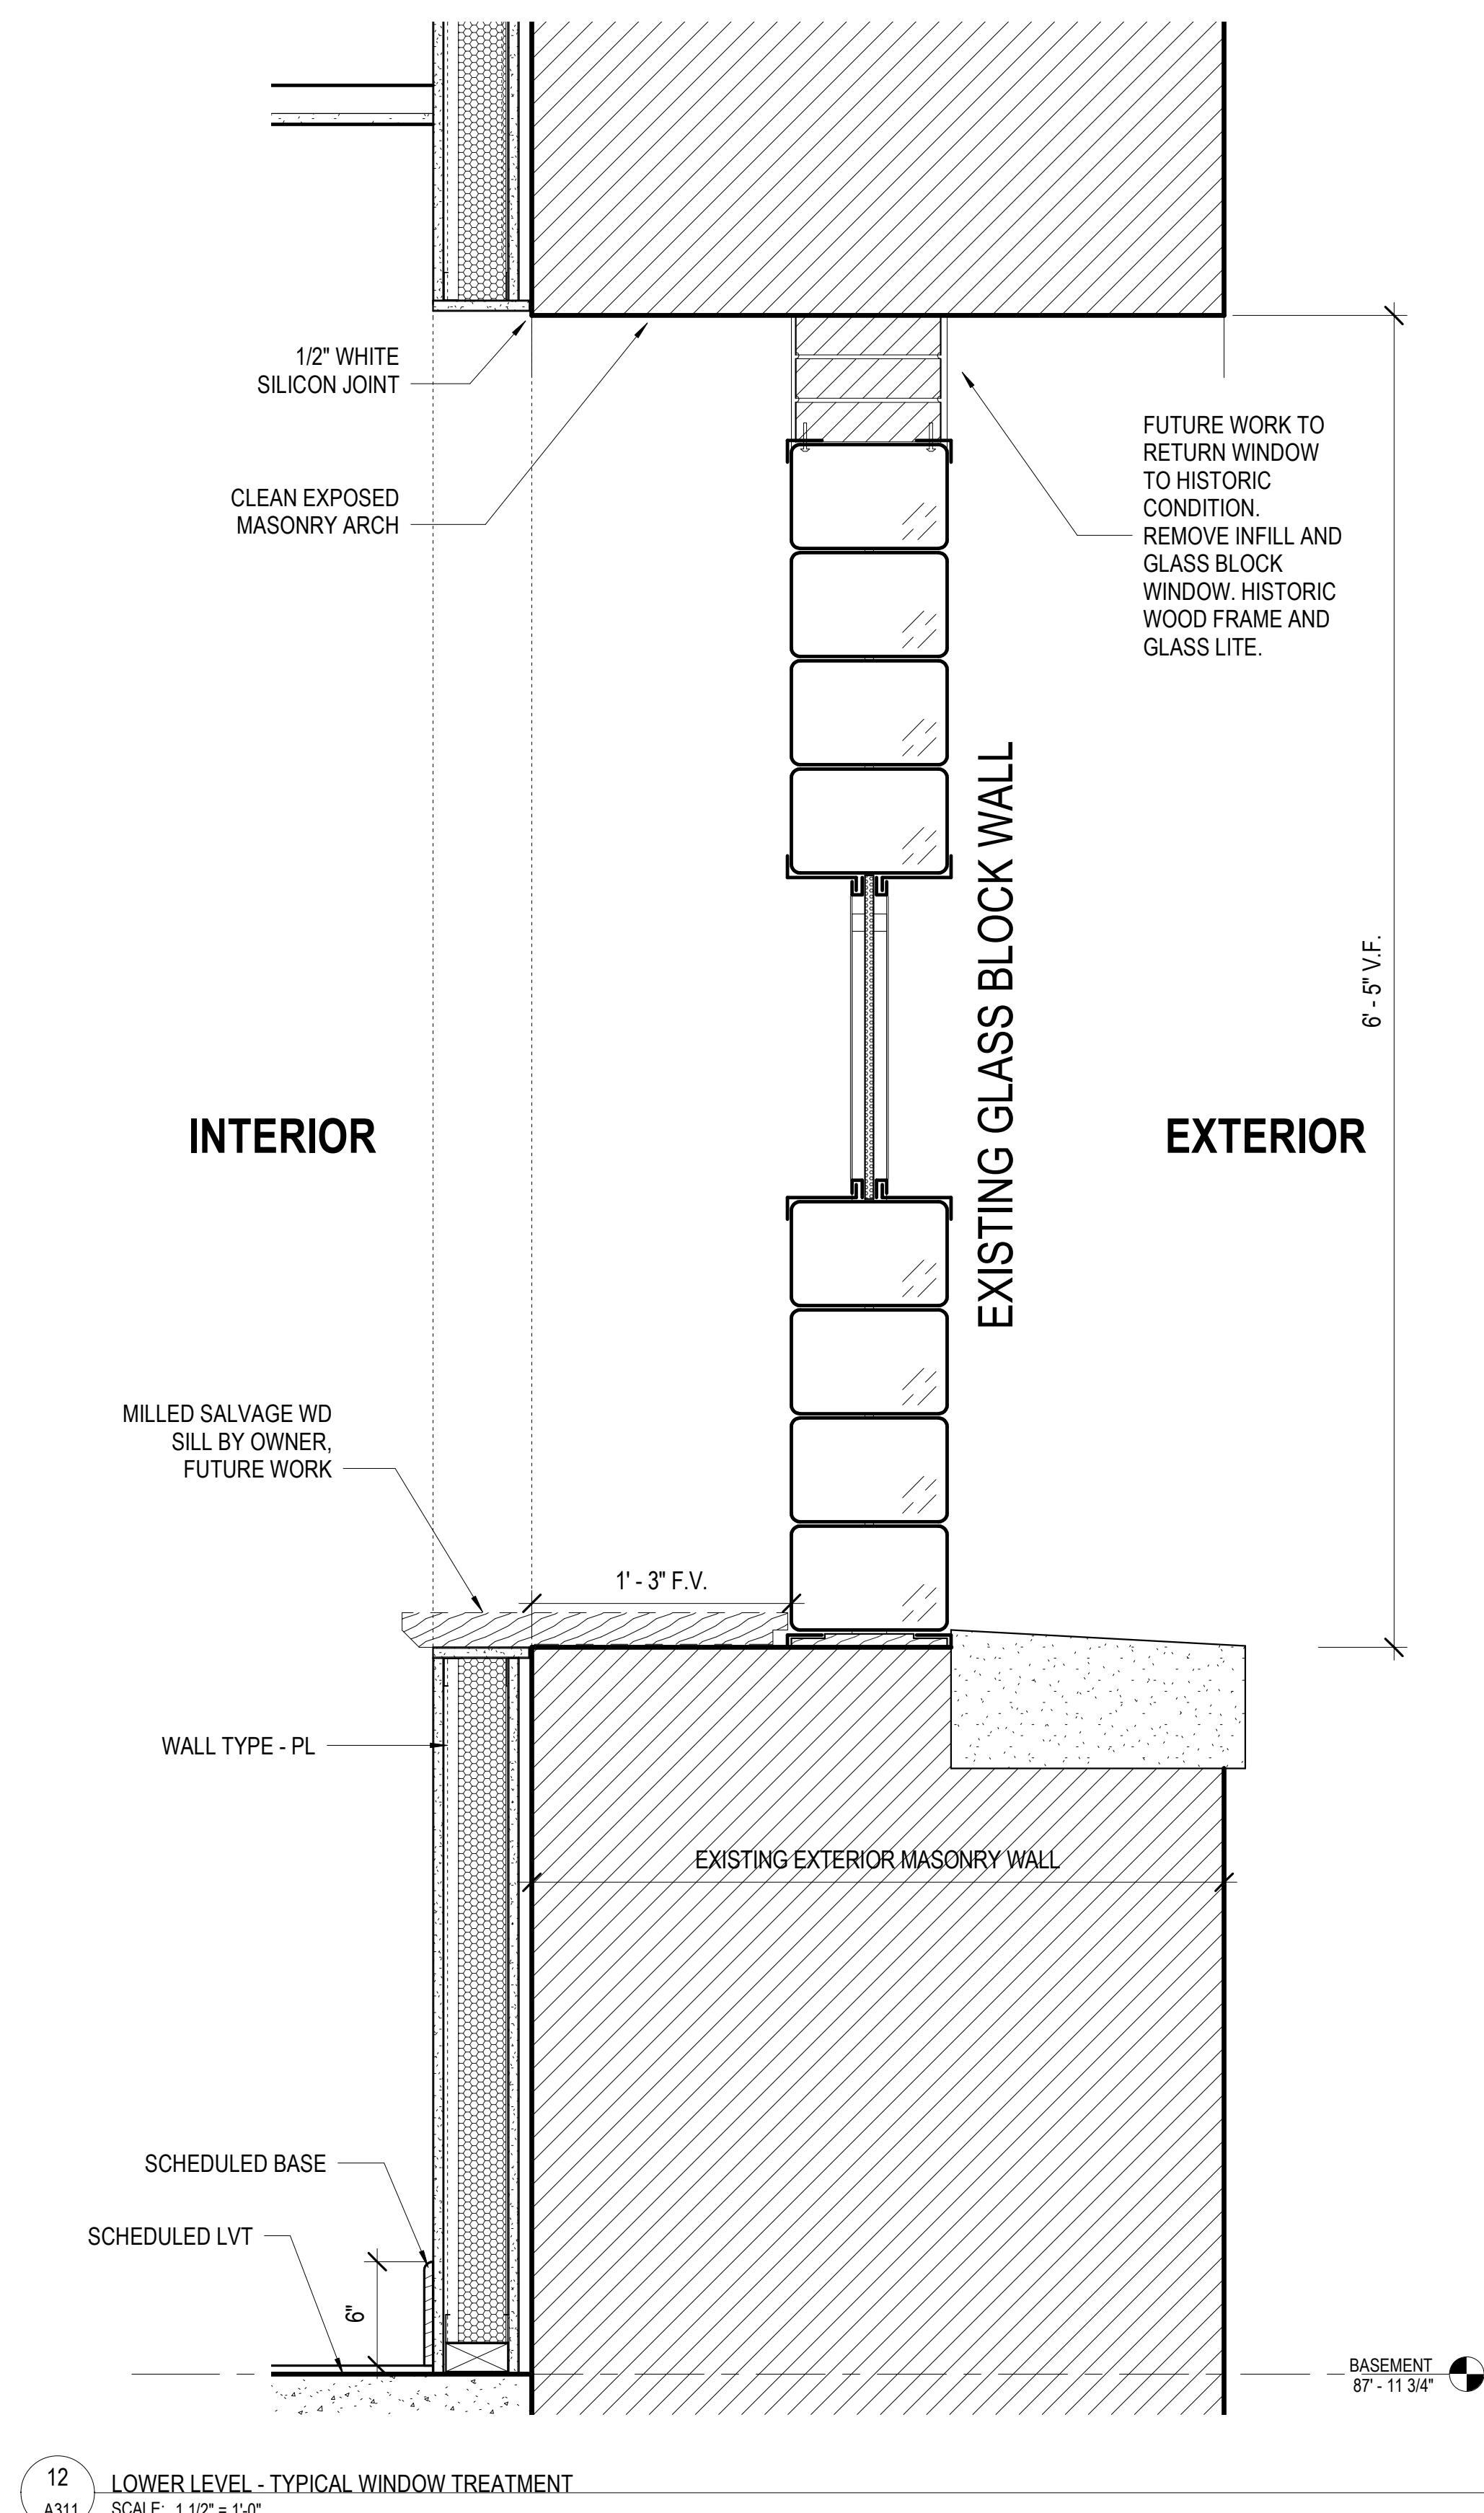 1/2" WHITE
SILICON JOINT
CLEAN EXPOSED
MASONRY ARCH
FUTURE WORK TO
RETURN WINDOW
TO HISTORIC
CONDITION.
REMOVE INFILL AND
GLASS BLOCK
WINDOW. HISTORIC
WOOD FRAME AND
GLASS LITE.
EXISTING GLASS BLOCK WALL
6' - 5" V.F.
INTERIOR
EXTERIOR
MILLED SALVAGE WD
SILL BY OWNER,
FUTURE WORK
1' - 3" F.V.
WALL TYPE - PL
EXISTING EXTERIOR MASONRY WALL
SCHEDULED BASE
SCHEDULED LVT
6"
BASEMENT
87' - 11 3/4"
12
A311
LOWER LEVEL - TYPICAL WINDOW TREATMENT
SCALE: 1 1/2" = 1'-0"